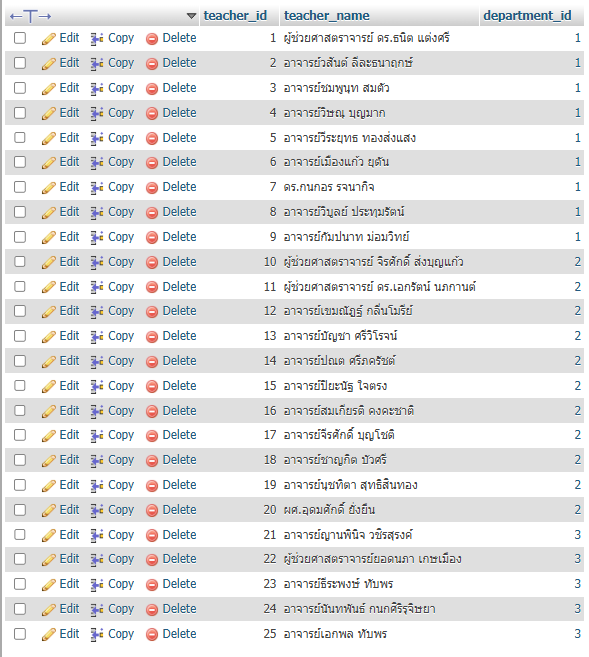 teacher_id teacher_name department_id
Edit Copy Delete 1 ผู้ช่วยศาสตราจารย์ ดร.ธนิต แต่งศรี 1
Edit Copy Delete 2 อาจารย์วสันต์ ลีละธนาฤกษ์ 1
Edit Copy Delete 3 อาจารย์ชมพูนุท สมตัว 1
Edit Copy Delete 4 อาจารย์วิษณุ บุญมาก 1
Edit Copy Delete 5 อาจารย์วีระยุทธ ทองส่งแสง 1
Edit Copy Delete 6 อาจารย์เมืองแก้ว ยุตัน 1
Edit Copy Delete 7 ดร.กนกอร รจนากิจ 1
Edit Copy Delete 8 อาจารย์วิบูลย์ ประทุมรัตน์ 1
Edit Copy Delete 9 อาจารย์กัมปนาท ม่อมวิทย์ 1
Edit Copy Delete 10 ผู้ช่วยศาสตราจารย์ จิรศักดิ์ ส่งบุญแก้ว 2
Edit Copy Delete 11 ผู้ช่วยศาสตราจารย์ ดร.เอกรัตน์ นภกานต์ 2
Edit Copy Delete 12 อาจารย์เขมณัฏฐ์ กลิ่นโมรีย์ 2
Edit Copy Delete 13 อาจารย์บัญชา ศรีวิโรจน์ 2
Edit Copy Delete 14 อาจารย์ปณต ศรีภครัชต์ 2
Edit Copy Delete 15 อาจารย์ปิยะนัฐ ใจตรง 2
Edit Copy Delete 16 อาจารย์สมเกียรติ คงคะชาติ 2
Edit Copy Delete 17 อาจารย์จีรศักดิ์ บุญโชติ 2
Edit Copy Delete 18 อาจารย์ชาญกิต บัวศรี 2
Edit Copy Delete 19 อาจารย์นุชทิตา สุทธิสินทอง 2
Edit Copy Delete 20 ผศ.อุดมศักดิ์ ยั่งยืน 2
Edit Copy Delete 21 อาจารย์ญานพินิจ วชิรสุรงค์ 3
Edit Copy Delete 22 ผู้ช่วยศาสตราจารย์ยอดนภา เกษเมือง 3
Edit Copy Delete 23 อาจารย์ธีระพงษ์ ทับพร 3
Edit Copy Delete 24 อาจารย์นันทพันธ์ กนกศิริรุจิษยา 3
Edit Copy Delete 25 อาจารย์เอกพล ทับพร 3